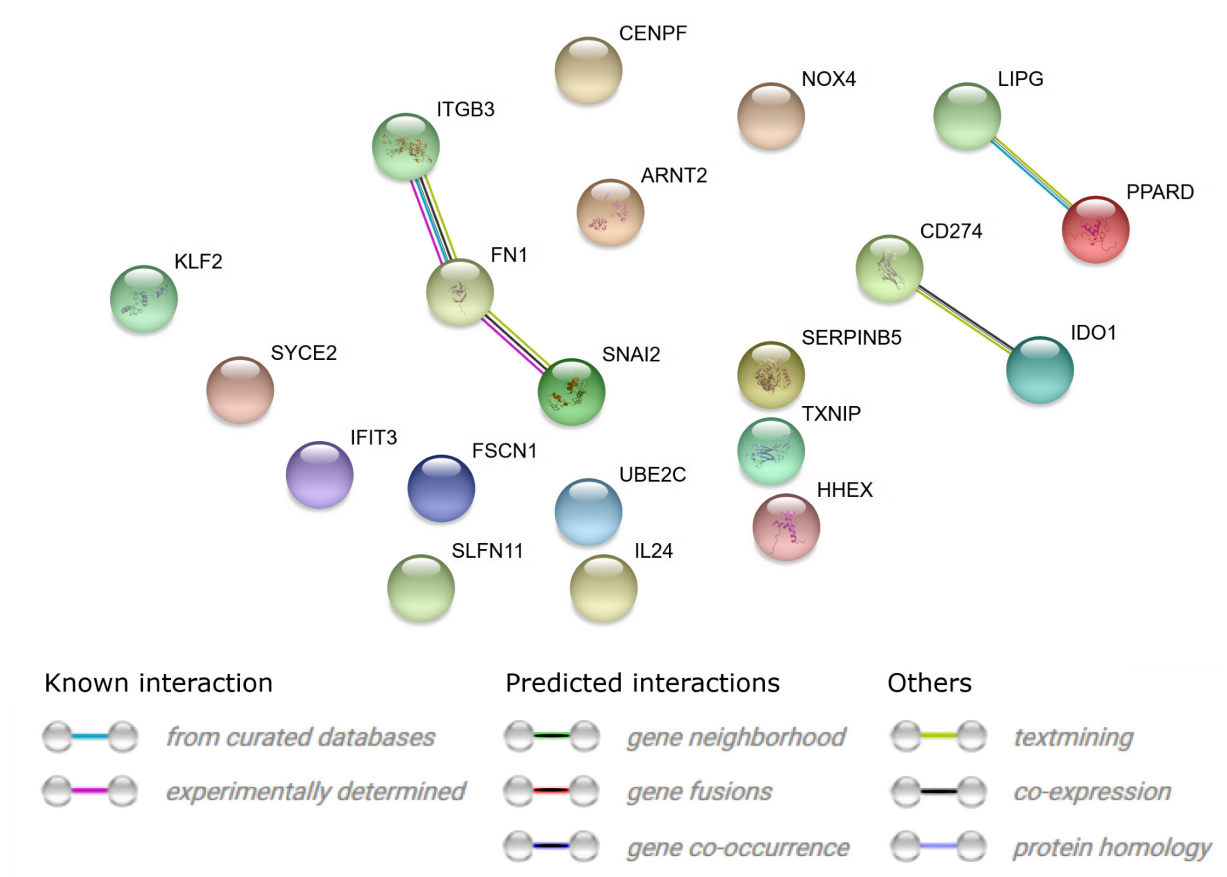 CENPF
NOX4
LIPG
ITGB3
ARNT2
PPARD
CD274
FN1
KLF2
SERPINB5
IDO1
SYCE2
SNAI2
TXNIP
IFIT3
FSCN1
UBE2C
HHEX
SLFN11
IL24
Known interaction
Predicted interactions
Others
from curated databases
gene neighborhood
textmining
experimentally determined
gene fusions
co-expression
gene co-occurrence
protein homology